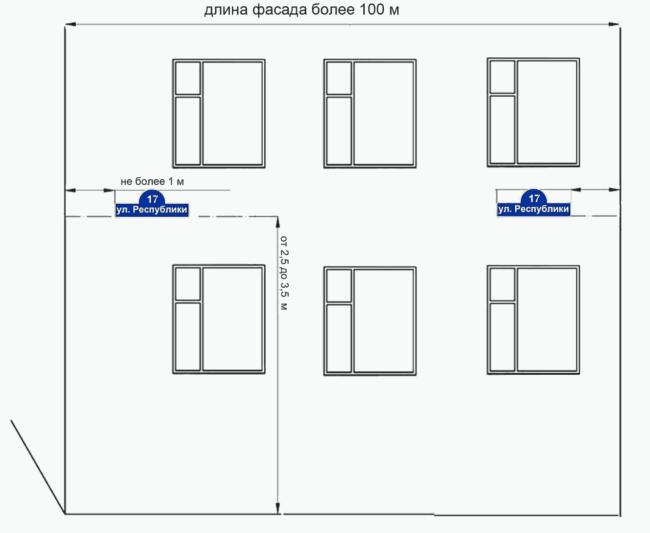 длина фасада более 100 м
не более 1 м
17
ул. Республики
17
ул. Республики
от 2,5 до 3,5 м